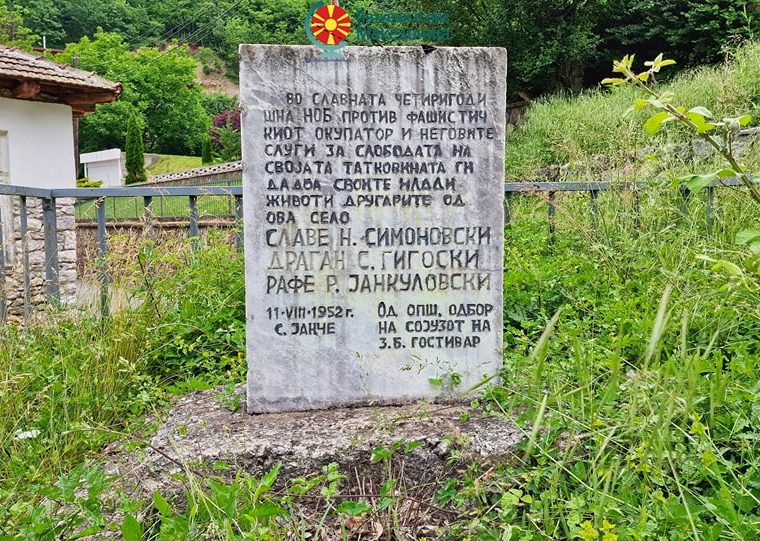 ВО СЛАВНАТА ЧЕТИРИГОДИ
ШНА НОБ ПРОТИВ ФАШИСТИЧ
КИОТ ОКУПАТОР И НЕГОВИТЕ
СЛУГИ ЗА СЛОБОДАТА НА
СВОЈАТА ТАТКОВИНАТА ГИ
ДАДОА СВОИТЕ МЛАДИ
ЖИВОТИ ДРУГАРИТЕ ОД
ОВА СЕЛО
СЛАВЕ Н. СИМОНОВСКИ
ДРАГАН С. ГИГОСКИ
РАФЕ Р. ЈАНКУЛОВСКИ
11·VIII·1952 г.
С. ЈАНЧЕ
ОД ОПШ. ОДБОР
НА СОЈУЗОТ НА
З.Б. ГОСТИВАР